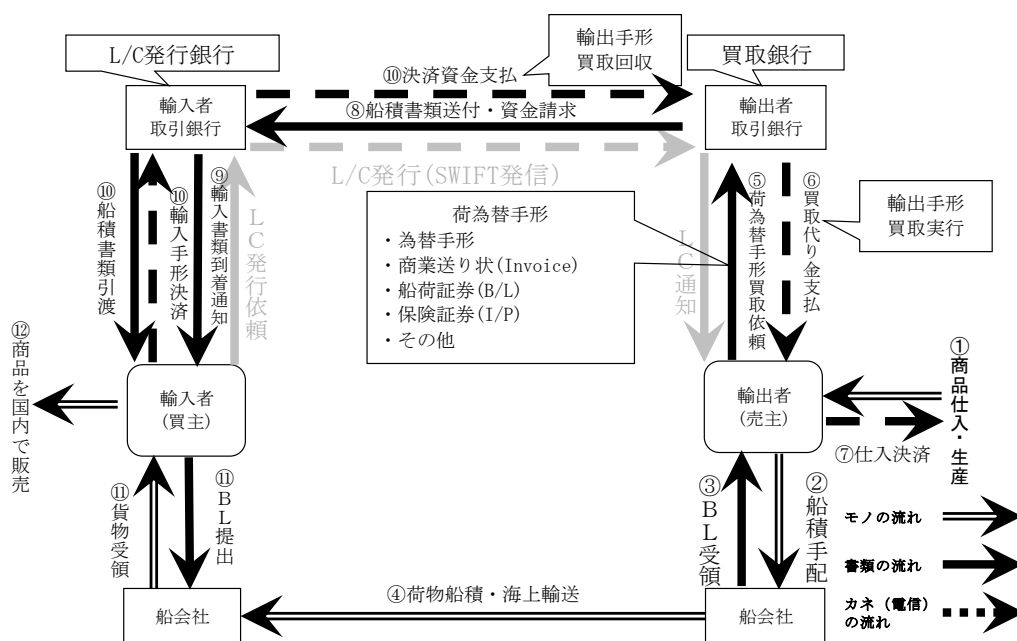 L/C発行銀行
輸出手形
買取回収
買取銀行
⑩決済資金支払
輸入者
取引銀行
輸出者
取引銀行
⑧船積書類送付・資金請求
L/C発行(SWIFT発信)
⑩船積書類引渡
⑩輸入手形決済
⑨輸入書類到着通知
LC発行依頼
荷為替手形
・為替手形
・商業送り状(Invoice)
・船荷証券(B/L)
・保険証券(I/P)
・その他
LC通知
⑤荷為替手形買取依頼
⑥買取代り金支払
輸出手形
買取実行
⑫商品を国内で販売
輸入者
(買主)
輸出者
(売主)
①商品仕入・生産
⑦仕入決済
⑪貨物受領
⑪BL提出
③BL受領
②船積手配
モノの流れ
書類の流れ
カネ（電信）
の流れ
④荷物船積・海上輸送
船会社
船会社